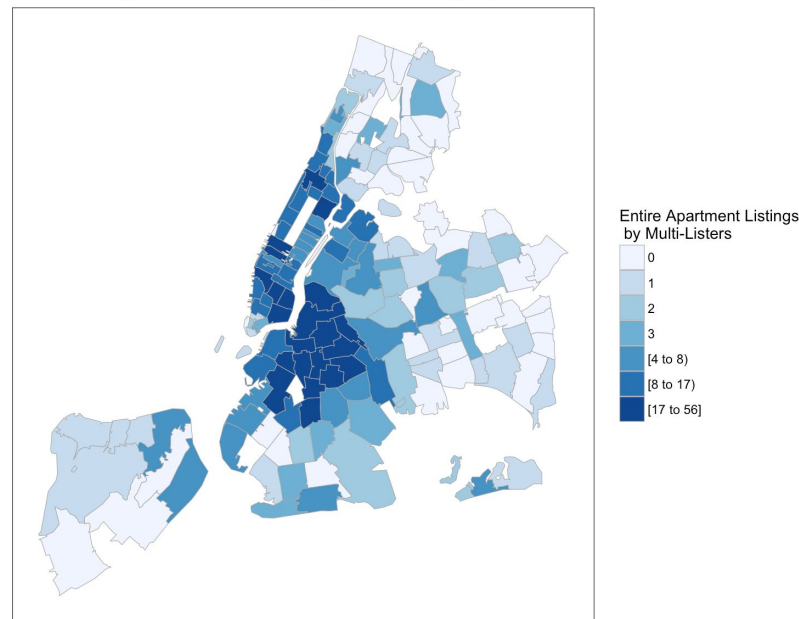 Entire Apartment Listings
by Multi-Listers
0
1
2
3
[4 to 8)
[8 to 17)
[17 to 56]